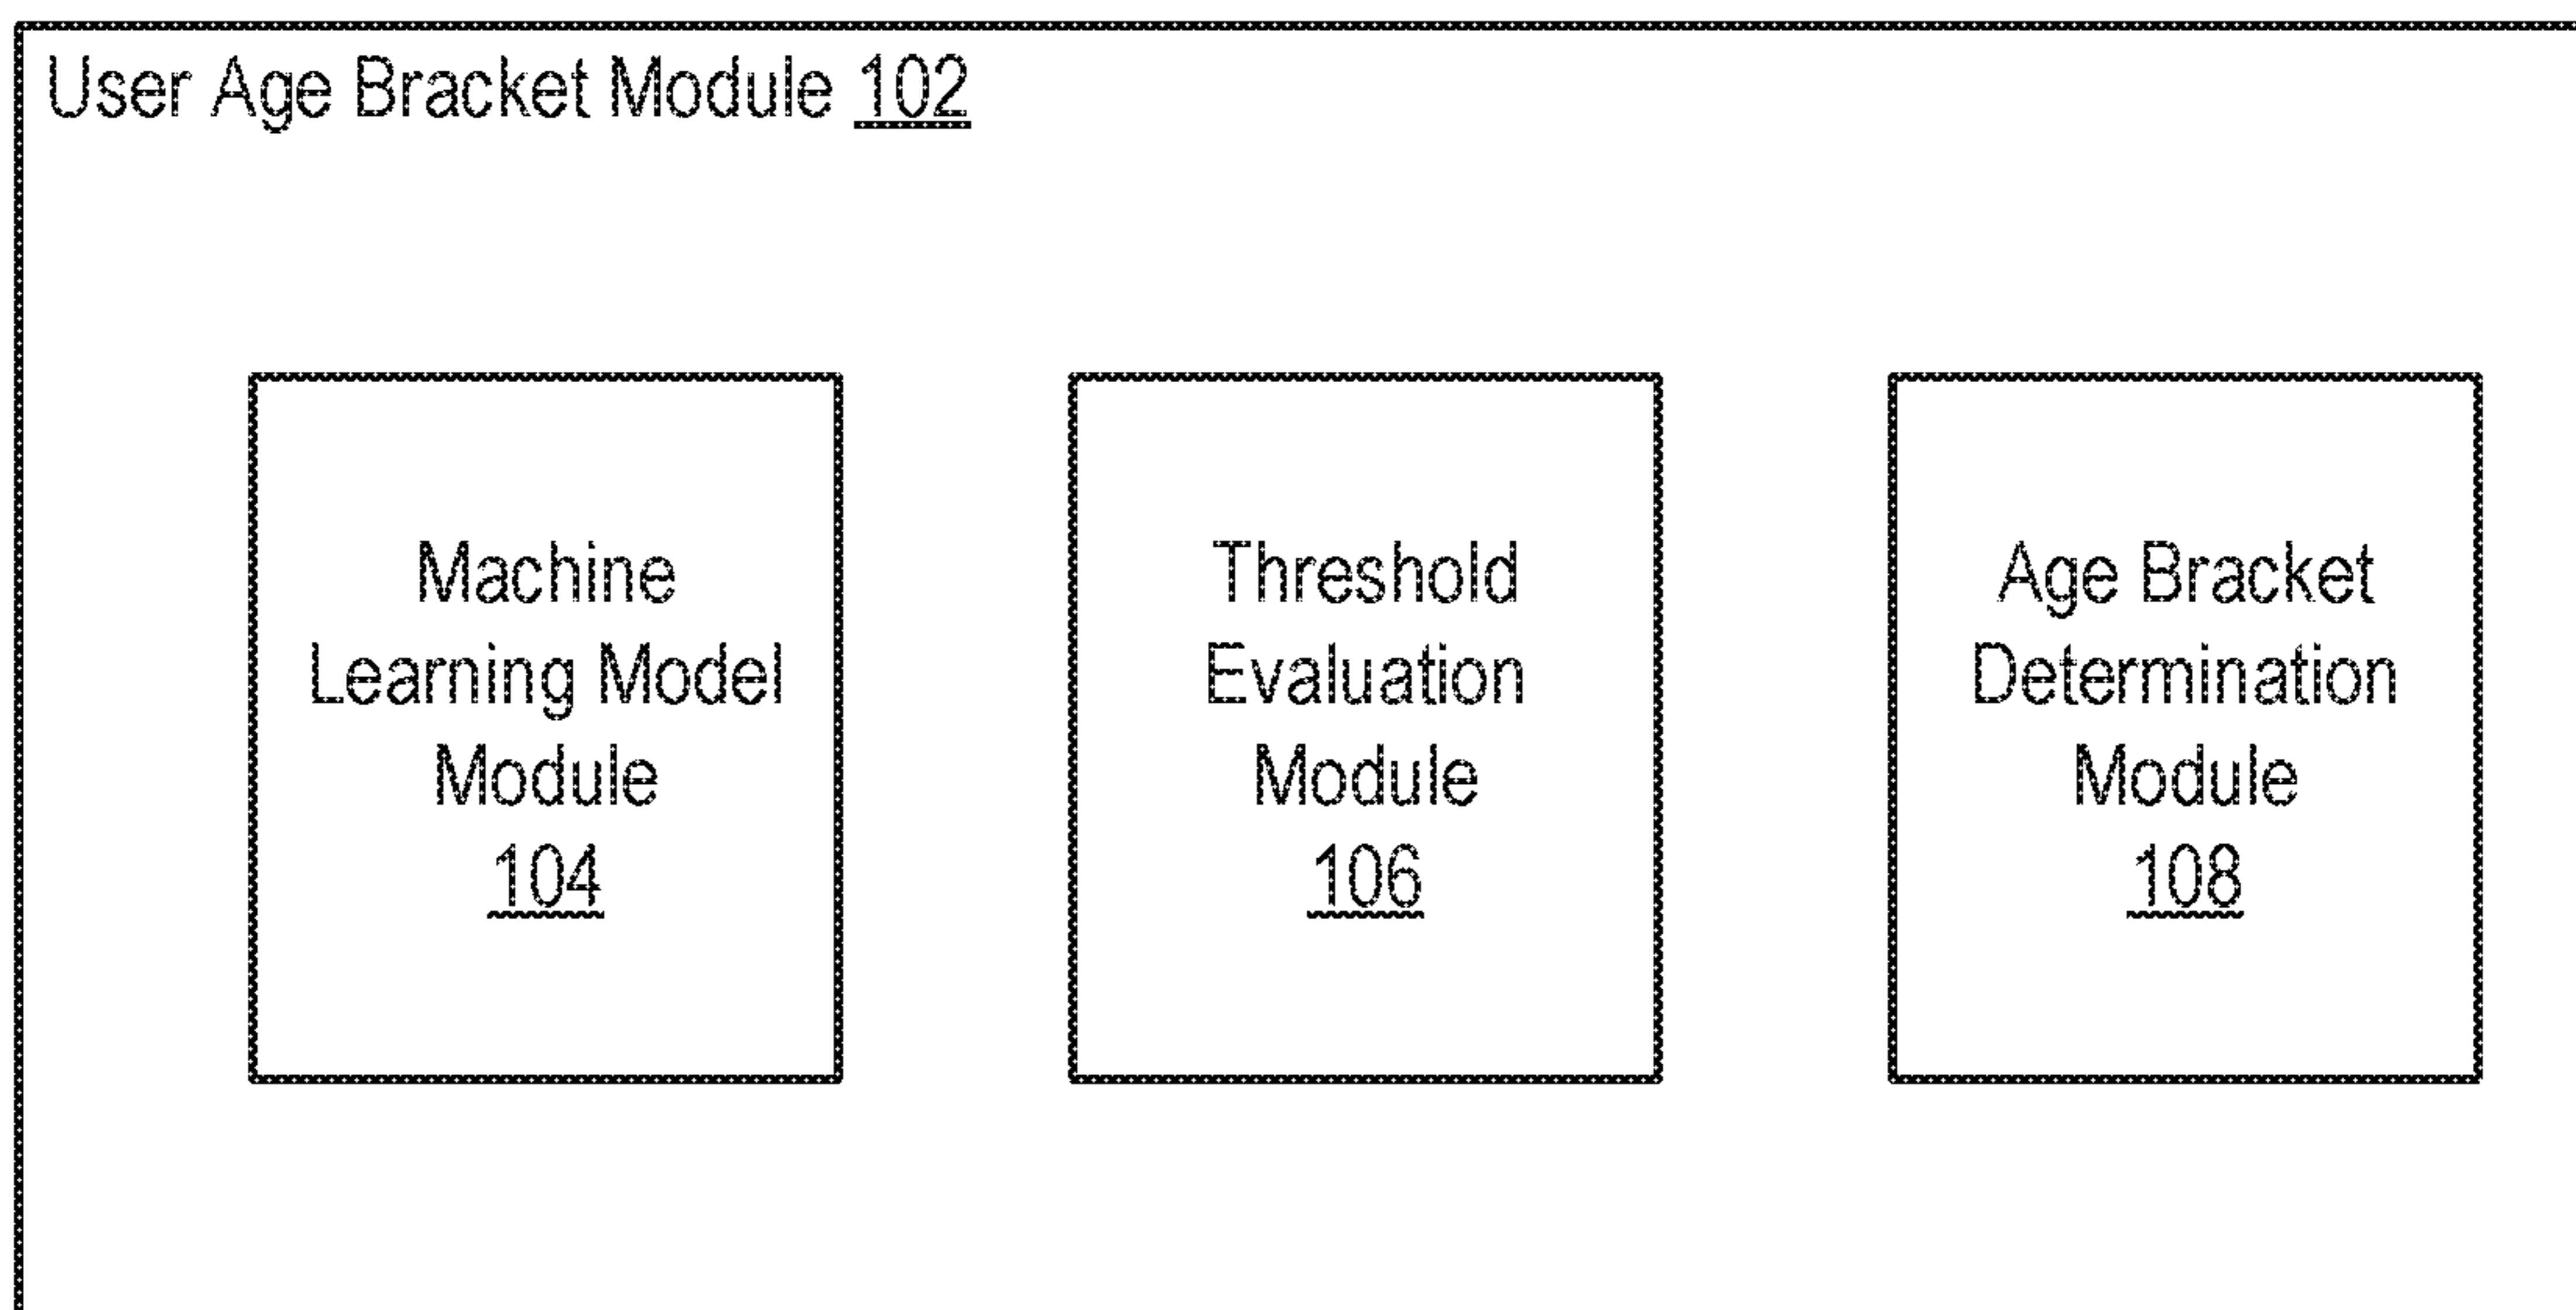 User Age Bracket Module 102
Machine
Learning Model
Module
104
Threshold
Evaluation
Module
106
Age Bracket
Determination
Module
108